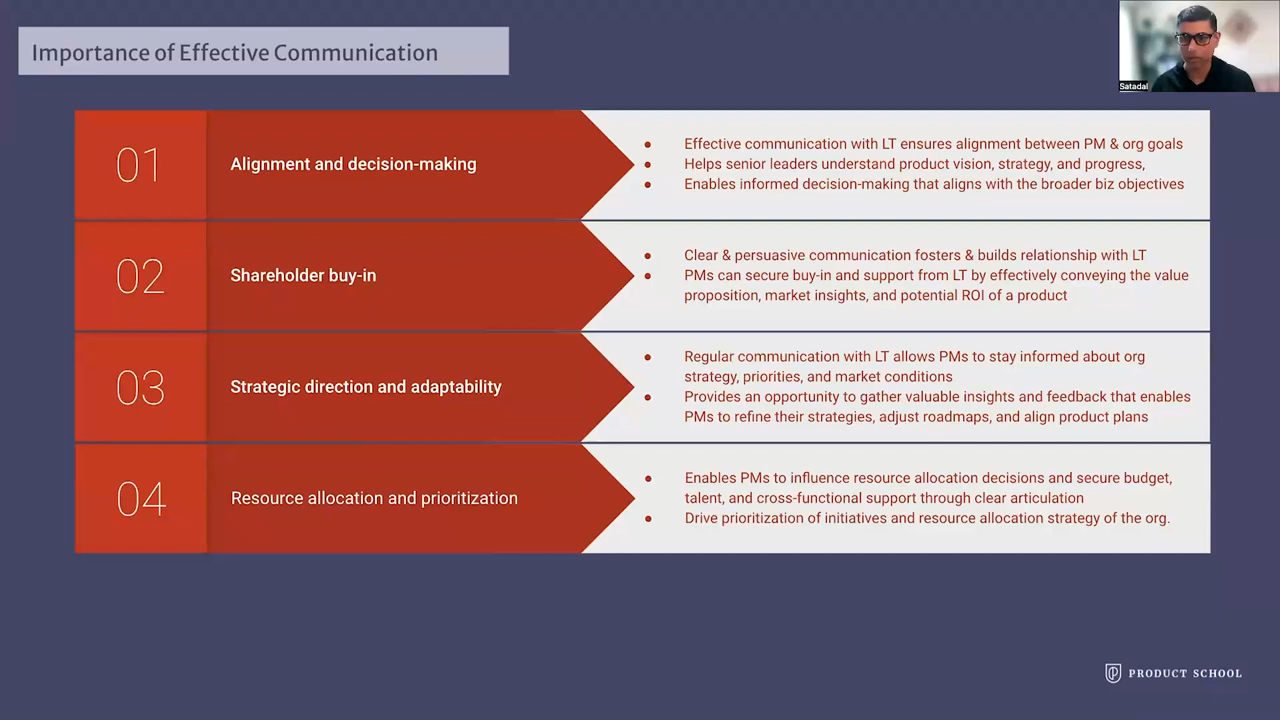 Importance of Effective Communication
Satadal
01
Alignment and decision-making
● Effective communication with LT ensures alignment between PM & org goals
● Helps senior leaders understand product vision, strategy, and progress,
● Enables informed decision-making that aligns with the broader biz objectives
02
Shareholder buy-in
● Clear & persuasive communication fosters & builds relationship with LT
● PMs can secure buy-in and support from LT by effectively conveying the value
proposition, market insights, and potential ROI of a product
03
Strategic direction and adaptability
● Regular communication with LT allows PMs to stay informed about org
strategy, priorities, and market conditions
● Provides an opportunity to gather valuable insights and feedback that enables
PMs to refine their strategies, adjust roadmaps, and align product plans
04
Resource allocation and prioritization
● Enables PMs to influence resource allocation decisions and secure budget,
talent, and cross-functional support through clear articulation
● Drive prioritization of initiatives and resource allocation strategy of the org.
PRODUCT SCHOOL